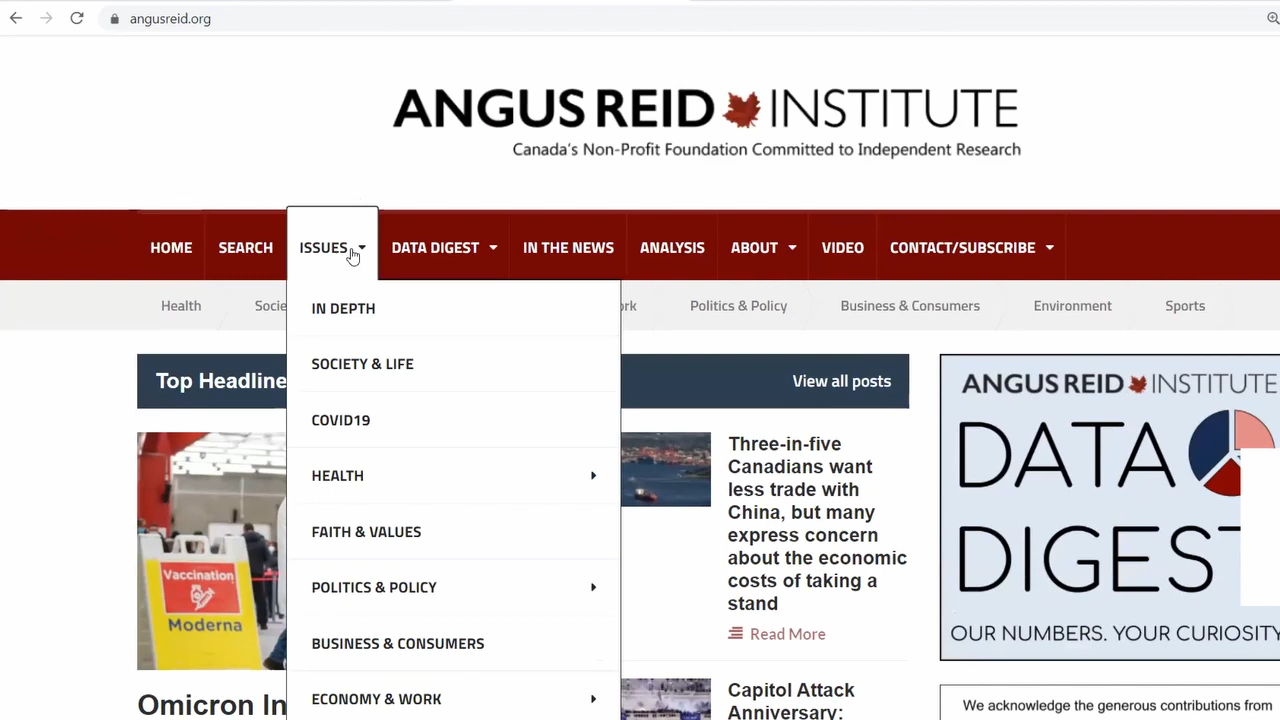 angusreid.org
ANGUS REID INSTITUTE
Canada's Non-Profit Foundation Committed to Independent Research
HOME SEARCH ISSUES DATA DIGEST IN THE NEWS ANALYSIS ABOUT VIDEO CONTACT/SUBSCRIBE
Health Politics & Policy Business & Consumers Environment Sports
IN DEPTH
SOCIETY & LIFE
COVID19
HEALTH
FAITH & VALUES
POLITICS & POLICY
BUSINESS & CONSUMERS
ECONOMY & WORK
Top Headline
View all posts
Vaccination
Moderna
Omicron In
Three-in-five
Canadians want
less trade with
China, but many
express concern
about the economic
costs of taking a
stand
Read More
Capitol Attack
Anniversary:
ANGUS REID INSTITUTE
DATA
DIGEST
OUR NUMBERS. YOUR CURIOSITY
We acknowledge the generous contributions from